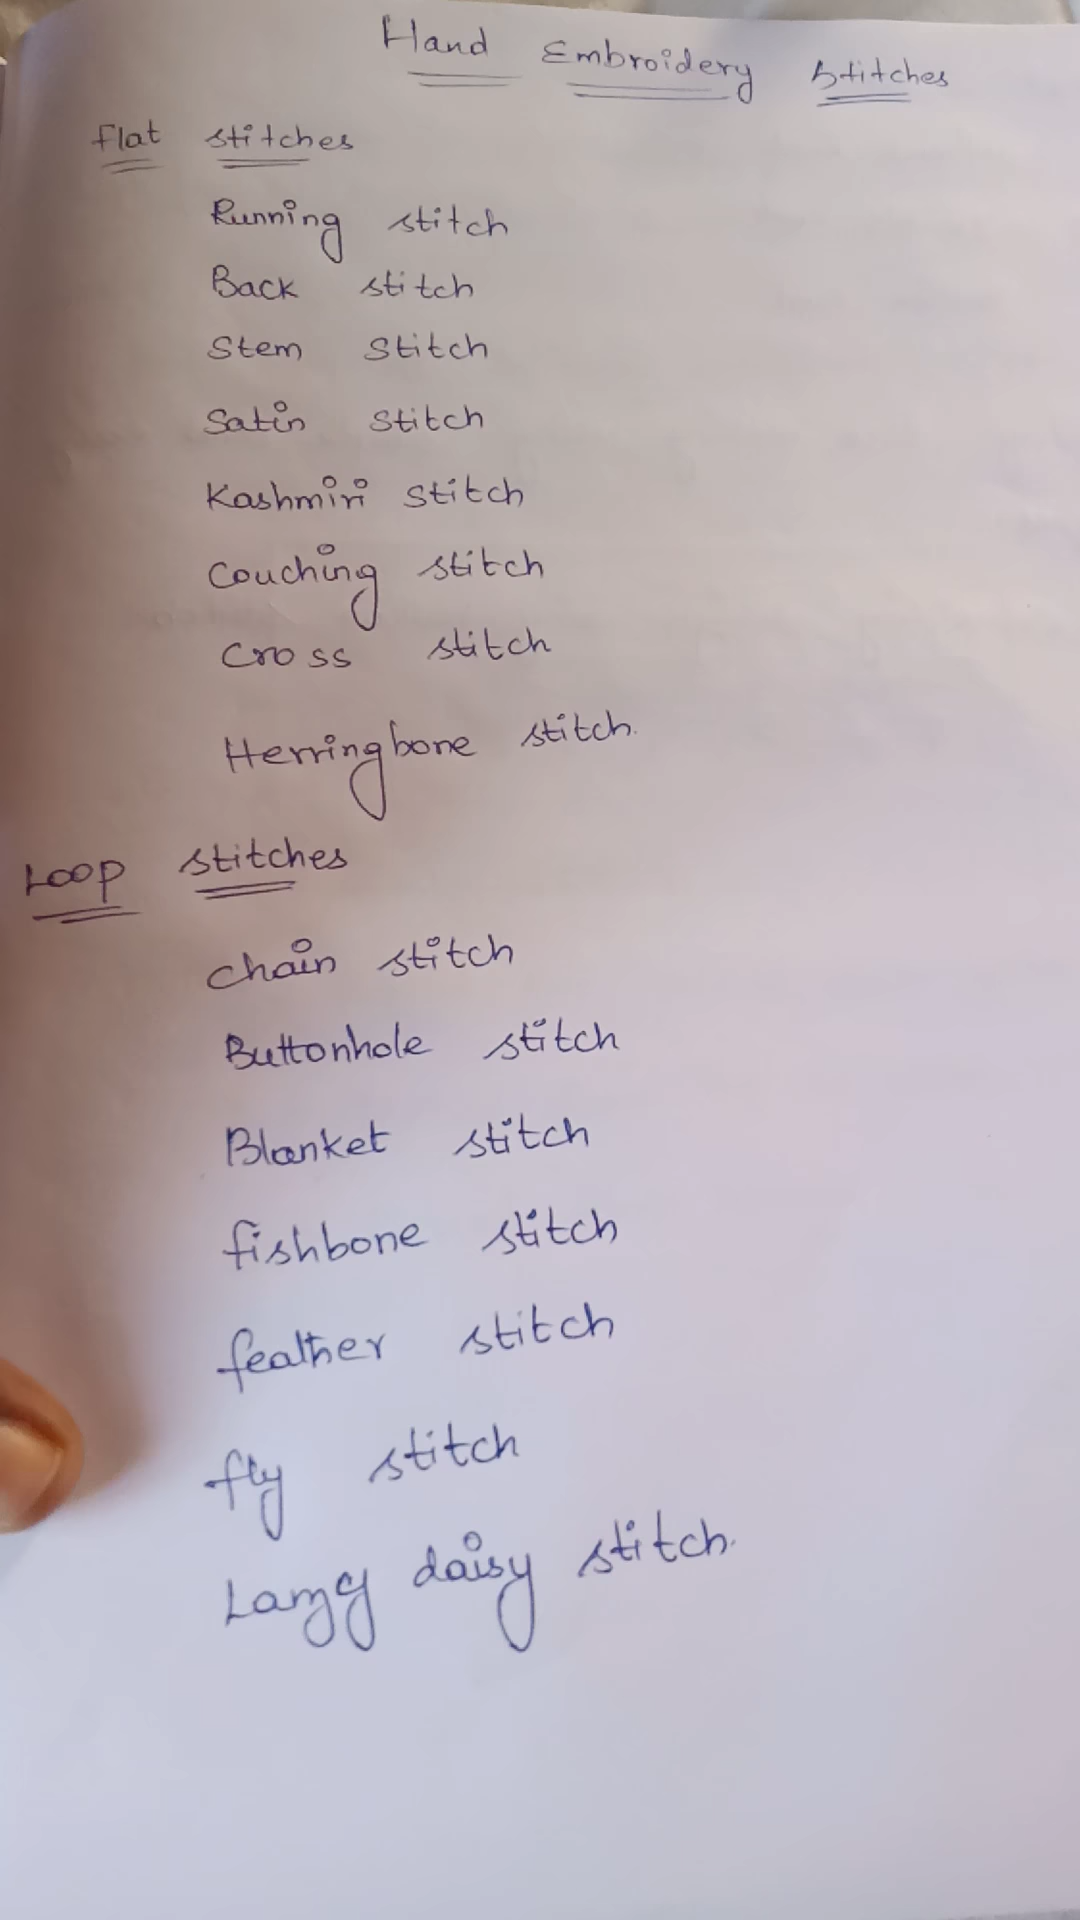 Hand Embroidery Stitches
flat stitches
Running stitch
Back stitch
Stem stitch
Satin stitch
Kashmiri stitch
Couching stitch
Cross stitch
Herringbone stitch.
Loop stitches
chain stitch
Buttonhole stitch
Blanket stitch
fishbone stitch
feather stitch
fly stitch
Lazy daisy stitch.